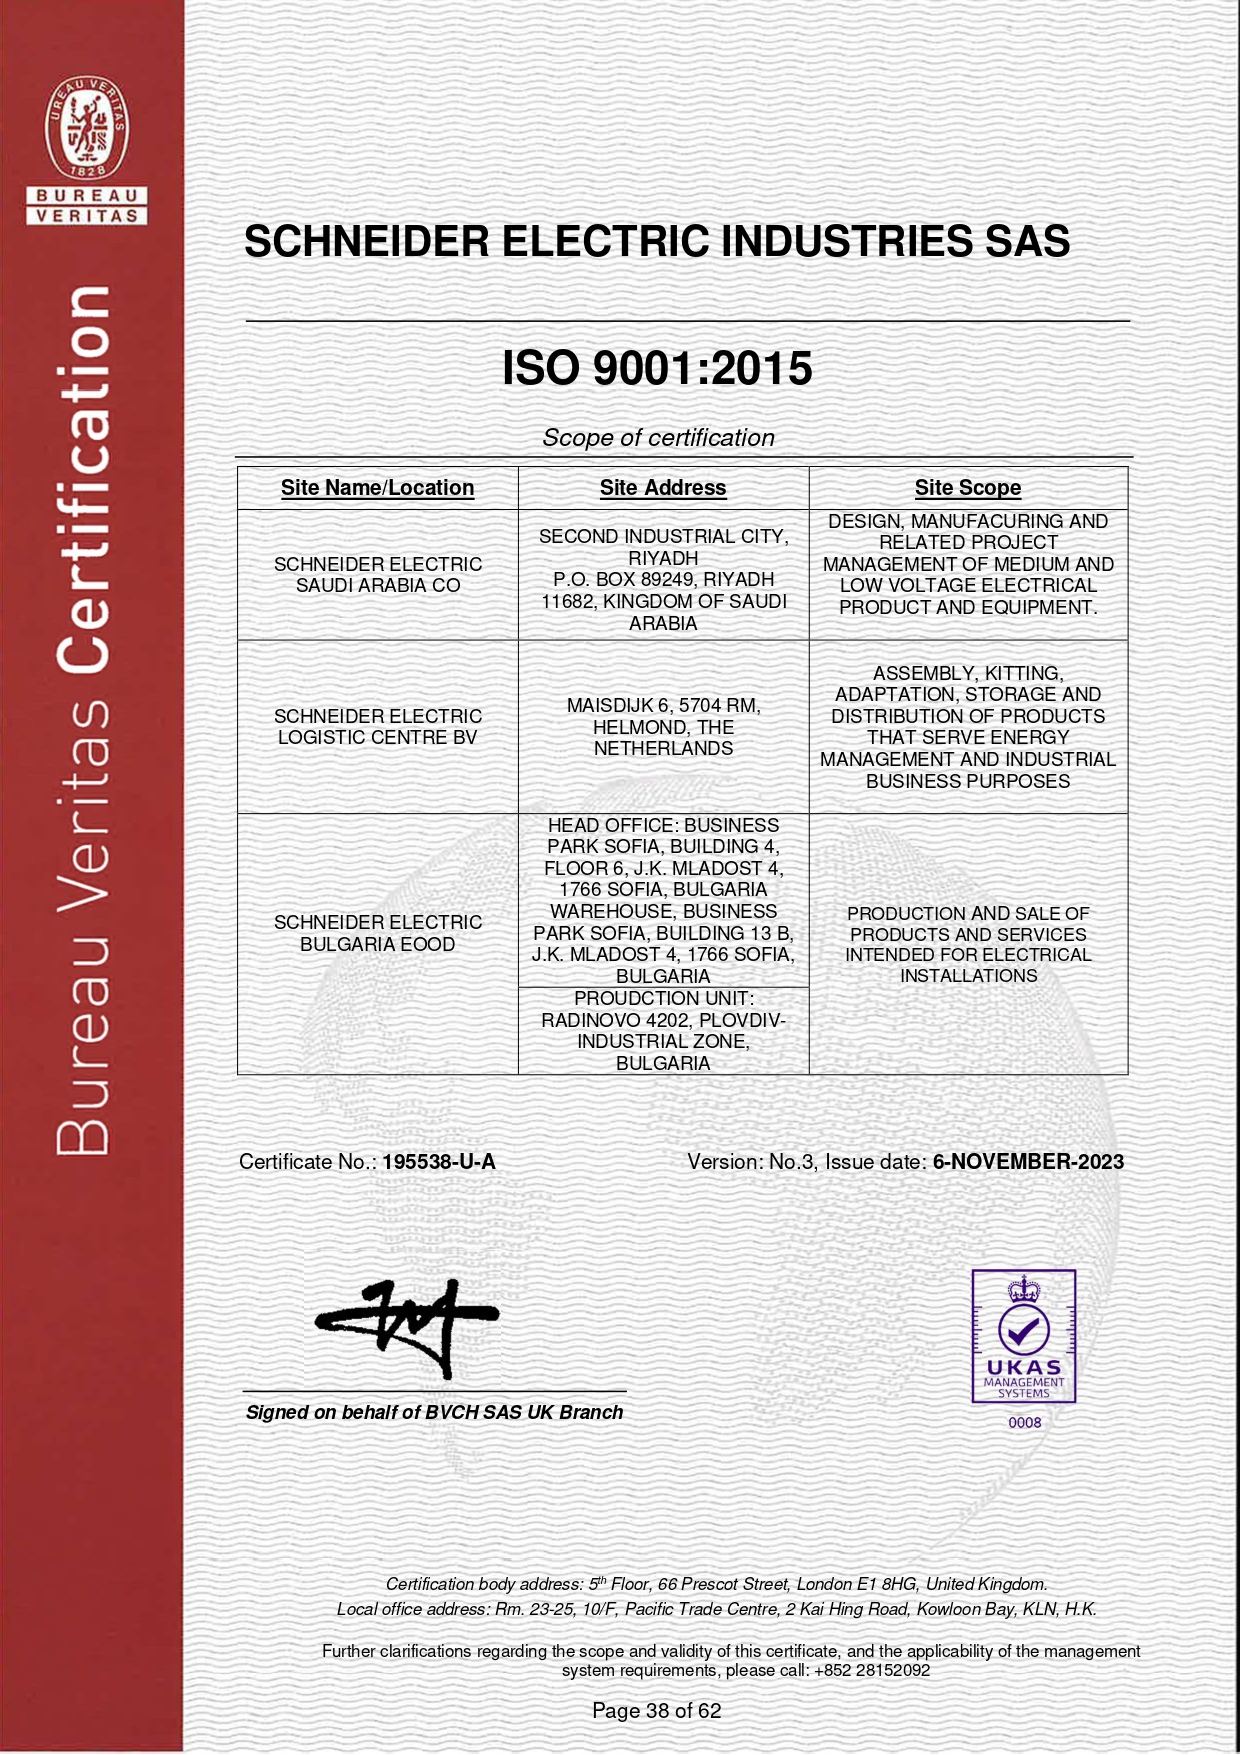 BUREAU VERITAS
1828
BUREAU
VERITAS
Bureau Veritas Certification
SCHNEIDER ELECTRIC INDUSTRIES SAS
ISO 9001:2015
Scope of certification
Site Name/Location
Site Address
Site Scope
SCHNEIDER ELECTRIC
SAUDI ARABIA CO
SECOND INDUSTRIAL CITY,
RIYADH
P.O. BOX 89249, RIYADH
11682, KINGDOM OF SAUDI
ARABIA
DESIGN, MANUFACURING AND
RELATED PROJECT
MANAGEMENT OF MEDIUM AND
LOW VOLTAGE ELECTRICAL
PRODUCT AND EQUIPMENT.
SCHNEIDER ELECTRIC
LOGISTIC CENTRE BV
MAISDIJK 6, 5704 RM,
HELMOND, THE
NETHERLANDS
ASSEMBLY, KITTING,
ADAPTATION, STORAGE AND
DISTRIBUTION OF PRODUCTS
THAT SERVE ENERGY
MANAGEMENT AND INDUSTRIAL
BUSINESS PURPOSES
SCHNEIDER ELECTRIC
BULGARIA EOOD
HEAD OFFICE: BUSINESS
PARK SOFIA, BUILDING 4,
FLOOR 6, J.K. MLADOST 4,
1766 SOFIA, BULGARIA
WAREHOUSE, BUSINESS
PARK SOFIA, BUILDING 13 B,
J.K. MLADOST 4, 1766 SOFIA,
BULGARIA
PROUDCTION UNIT:
RADINOVO 4202, PLOVDIV-
INDUSTRIAL ZONE,
BULGARIA
PRODUCTION AND SALE OF
PRODUCTS AND SERVICES
INTENDED FOR ELECTRICAL
INSTALLATIONS
Certificate No.: 195538-U-A
Version: No.3, Issue date: 6-NOVEMBER-2023
Signed on behalf of BVCH SAS UK Branch
UKAS
MANAGEMENT
SYSTEMS
0008
Certification body address: 5th Floor, 66 Prescot Street, London E1 8HG, United Kingdom.
Local office address: Rm. 23-25, 10/F, Pacific Trade Centre, 2 Kai Hing Road, Kowloon Bay, KLN, H.K.
Further clarifications regarding the scope and validity of this certificate, and the applicability of the management
system requirements, please call: +852 28152092
Page 38 of 62